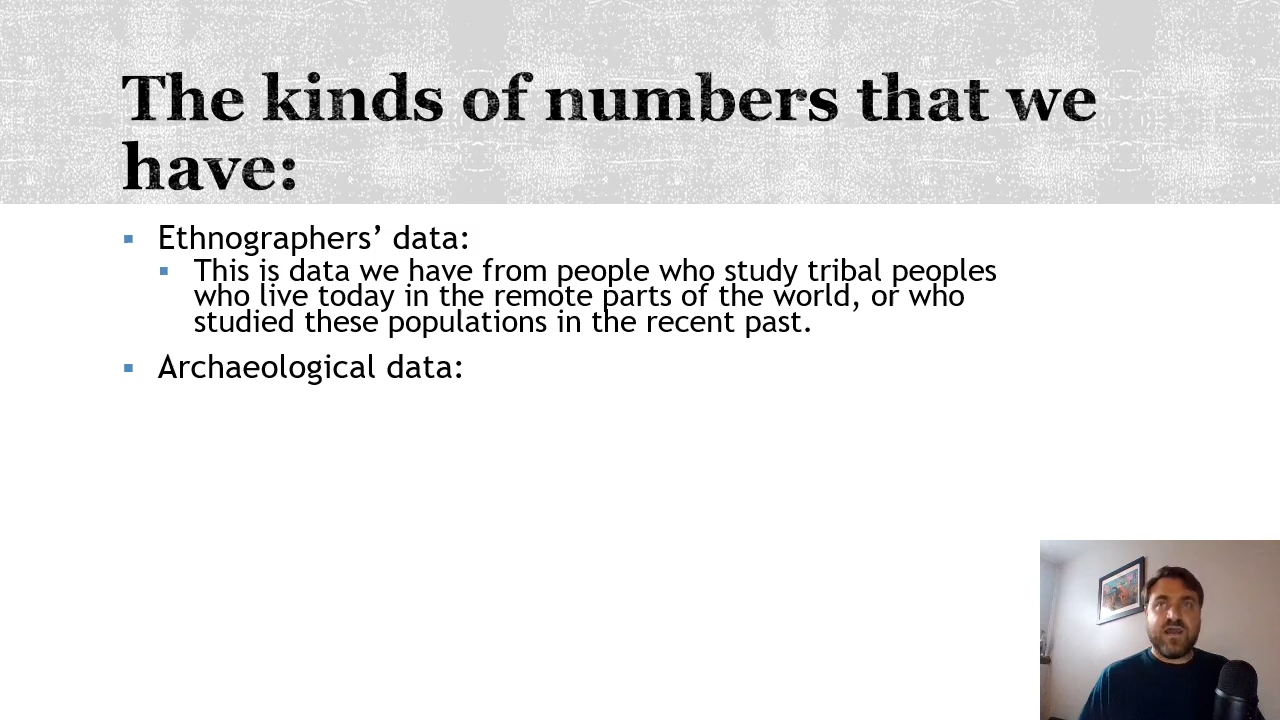 The kinds of numbers that we
have:
▪ Ethnographers’ data:
▪ This is data we have from people who study tribal peoples
who live today in the remote parts of the world, or who
studied these populations in the recent past.
▪ Archaeological data: